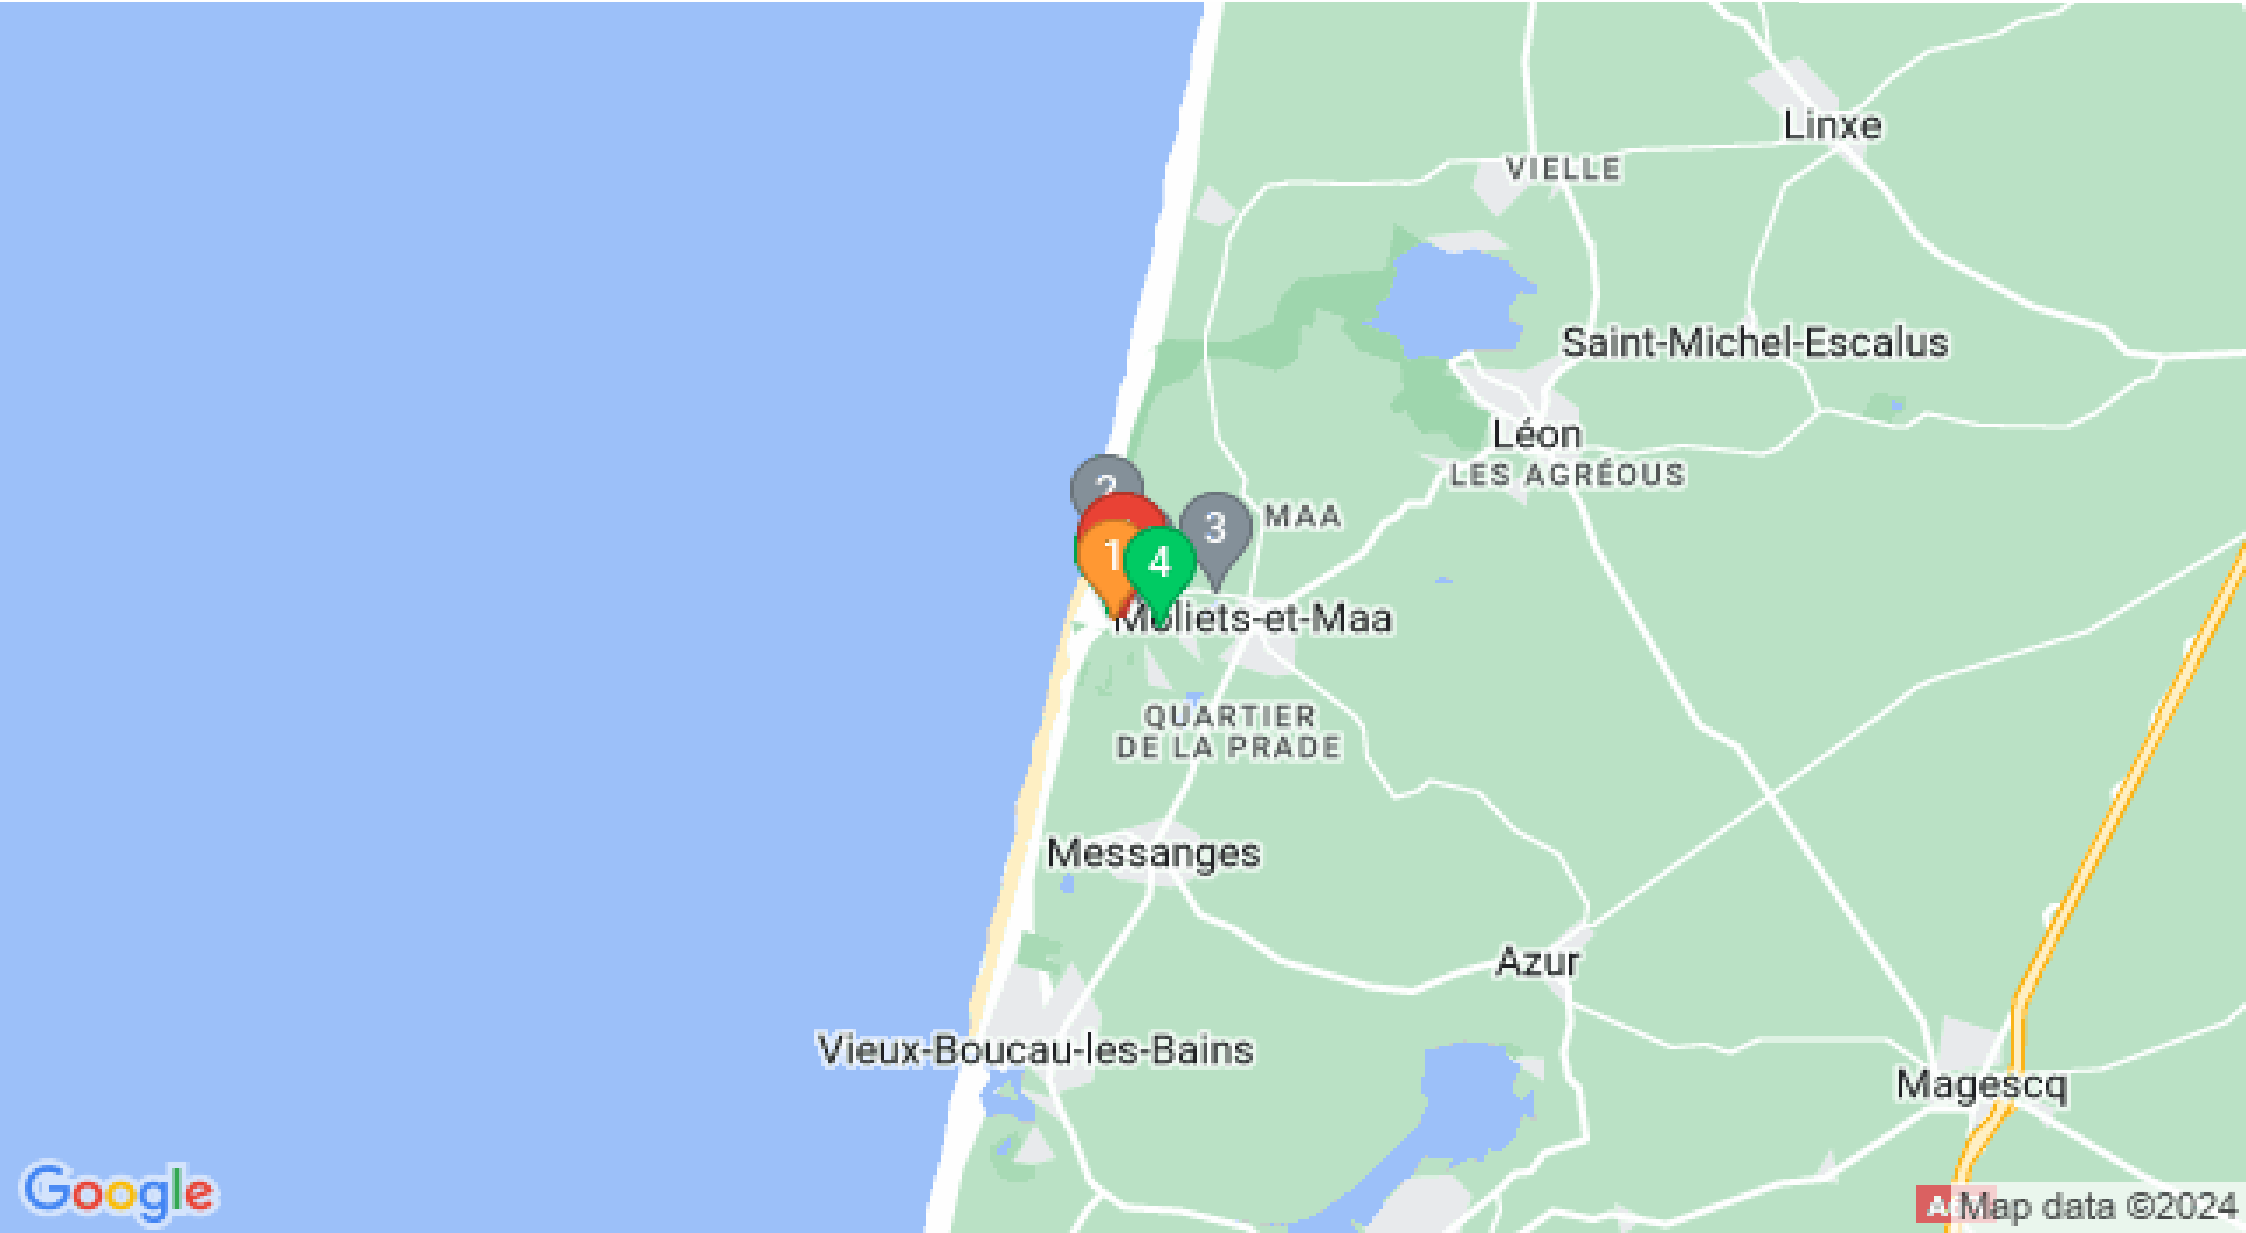 Linxe
VIELLE
Saint-Michel-Escalus
Léon
LES AGRÉOUS
2
3
MAA
1
4
Moliets-et-Maa
QUARTIER
DE LA PRADE
Messanges
Azur
Vieux-Boucau-les-Bains
Magescq
Google
Map data ©2024